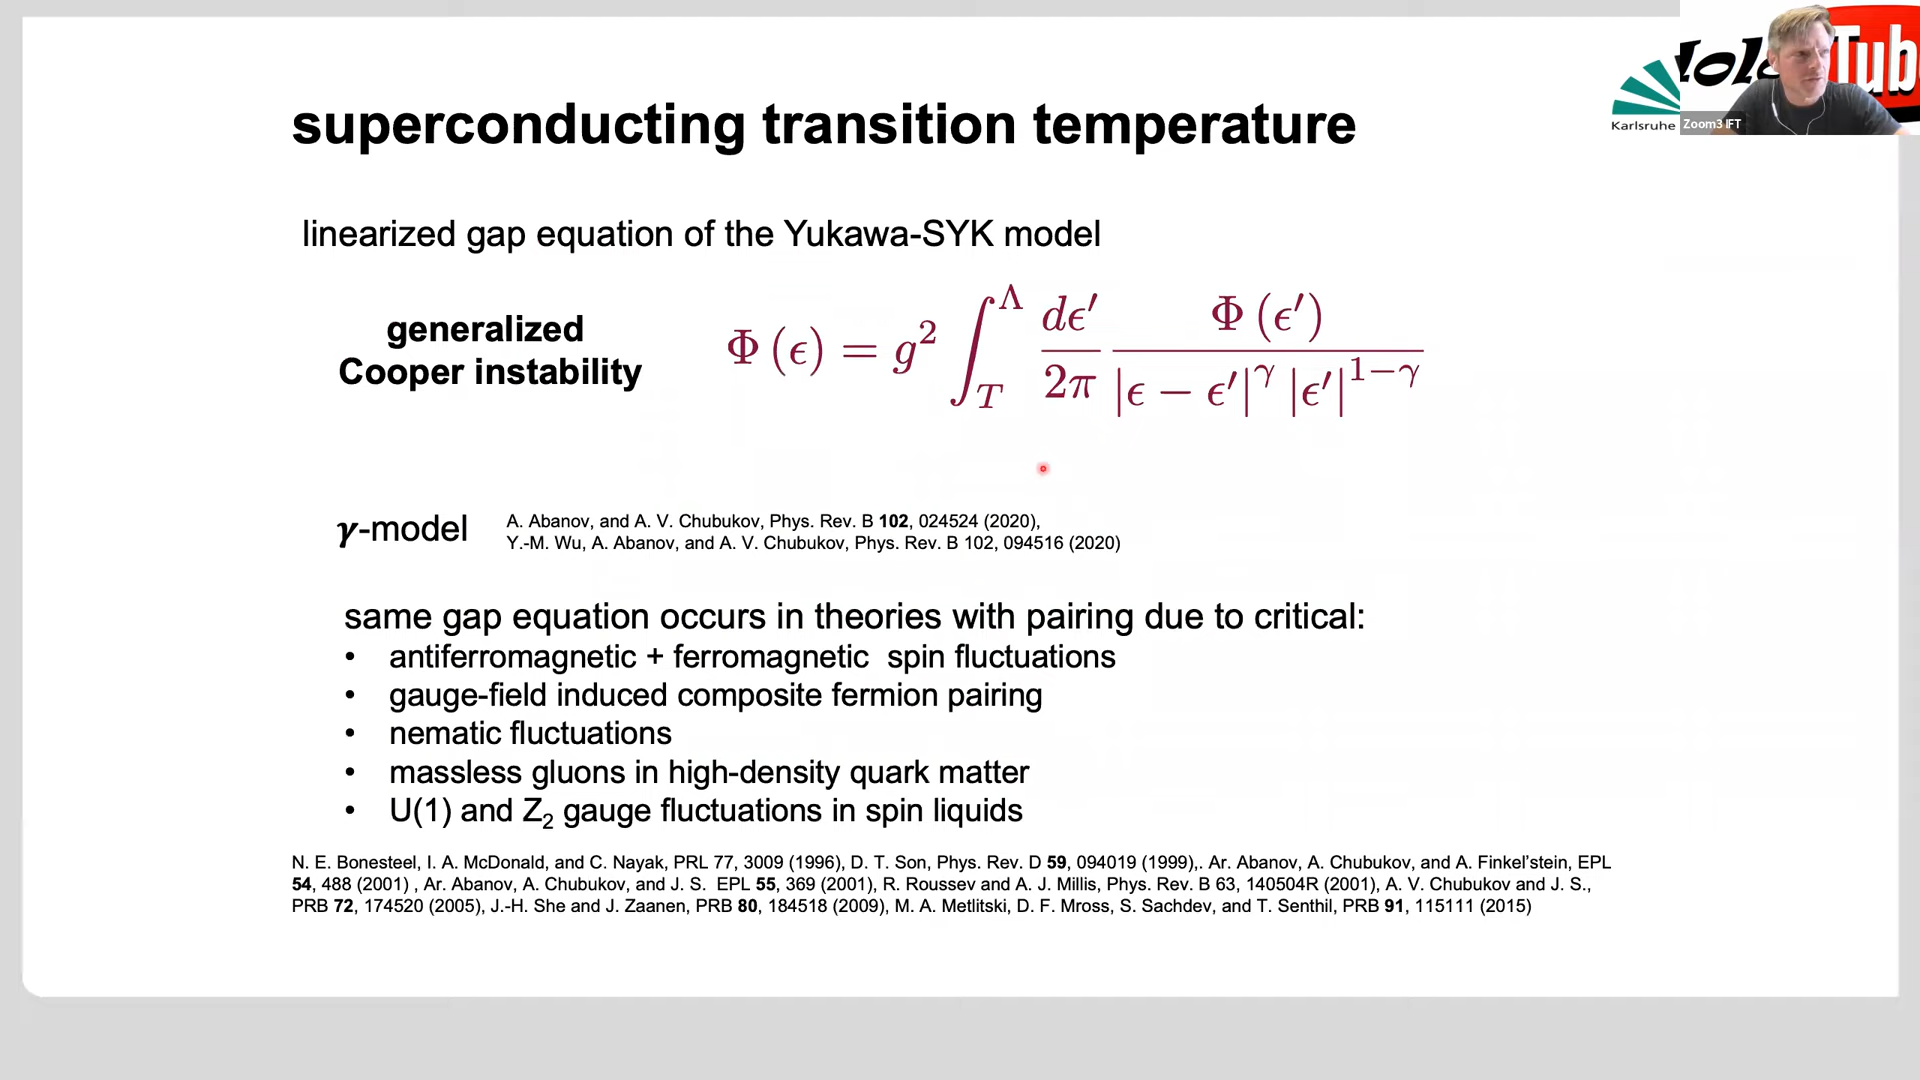 superconducting transition temperature
linearized gap equation of the Yukawa-SYK model
generalized
Cooper instability
Φ (ϵ) = g² ∫_T^Λ dϵ′/2π Φ (ϵ′) / |ϵ − ϵ′|^γ |ϵ′|^{1−γ}
γ-model
A. Abanov, and A. V. Chubukov, Phys. Rev. B 102, 024524 (2020),
Y.-M. Wu, A. Abanov, and A. V. Chubukov, Phys. Rev. B 102, 094516 (2020)
same gap equation occurs in theories with pairing due to critical:
• antiferromagnetic + ferromagnetic  spin fluctuations
• gauge-field induced composite fermion pairing
• nematic fluctuations
• massless gluons in high-density quark matter
• U(1) and Z₂ gauge fluctuations in spin liquids
N. E. Bonesteel, I. A. McDonald, and C. Nayak, PRL 77, 3009 (1996), D. T. Son, Phys. Rev. D 59, 094019 (1999),. Ar. Abanov, A. Chubukov, and A. Finkel’stein, EPL
54, 488 (2001) , Ar. Abanov, A. Chubukov, and J. S.  EPL 55, 369 (2001), R. Roussev and A. J. Millis, Phys. Rev. B 63, 140504R (2001), A. V. Chubukov and J. S.,
PRB 72, 174520 (2005), J.-H. She and J. Zaanen, PRB 80, 184518 (2009), M. A. Metlitski, D. F. Mross, S. Sachdev, and T. Senthil, PRB 91, 115111 (2015)
Karlsruhe
Zoom3 IFT